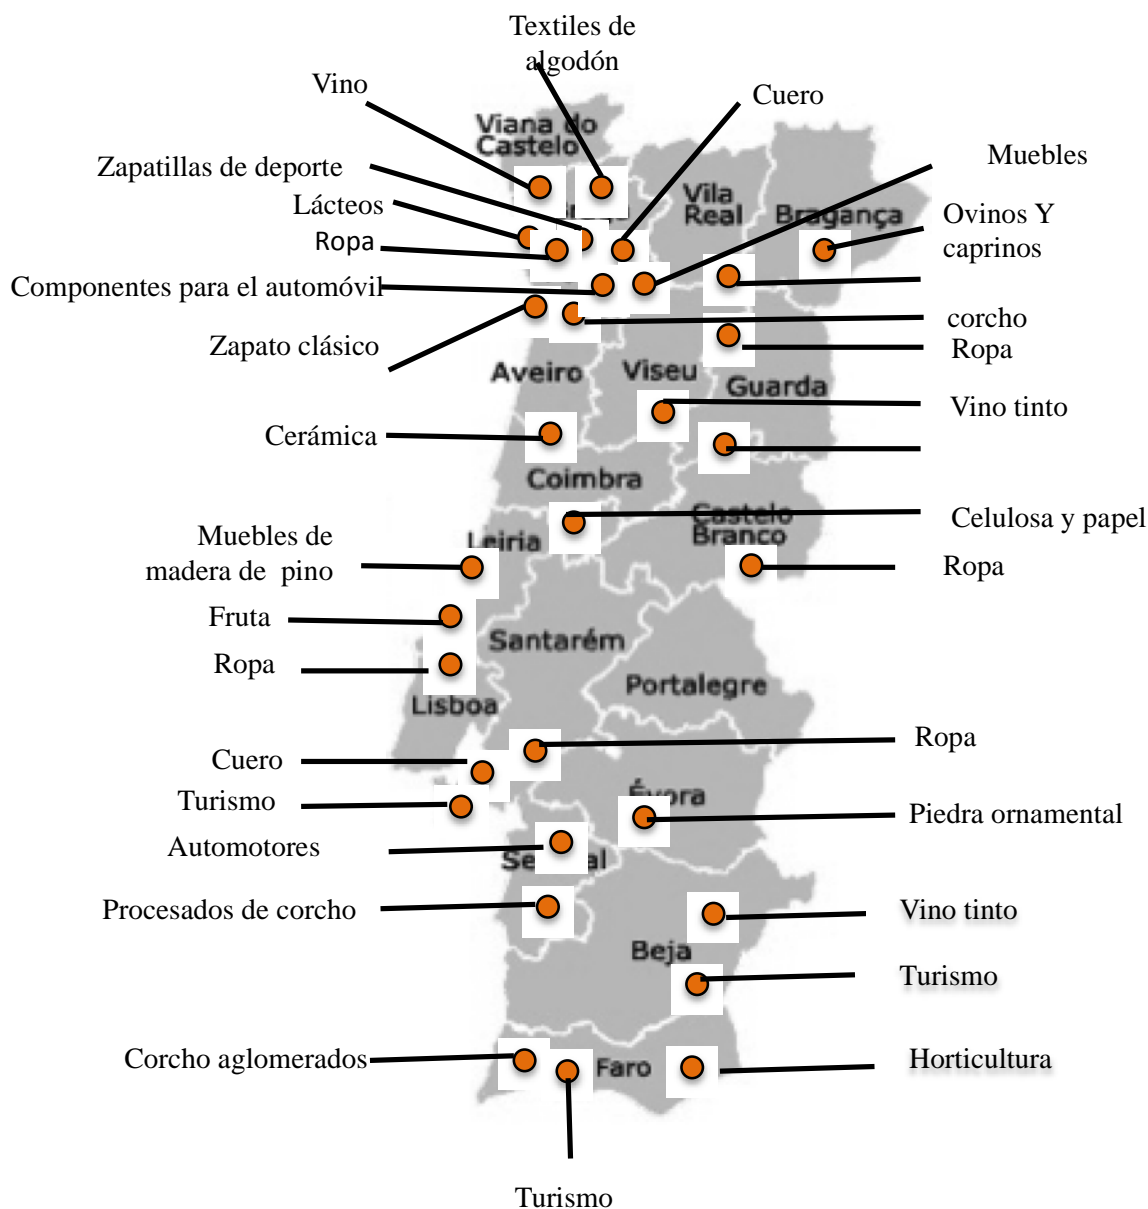 Textiles de
algodón
Vino
Cuero
Viana do
Castelo
Muebles
Zapatillas de deporte
Vila
Real
Bragança
Lácteos
Ovinos Y
caprinos
Ropa
Componentes para el automóvil
corcho
Zapato clásico
Ropa
Aveiro
Viseu
Guarda
Vino tinto
Cerámica
Coimbra
Celulosa y papel
Castelo
Branco
Leiria
Muebles de
madera de pino
Ropa
Fruta
Santarém
Ropa
Portalegre
Lisboa
Ropa
Cuero
Turismo
Évora
Piedra ornamental
Automotores
Procesados de corcho
Vino tinto
Beja
Turismo
Corcho aglomerados
Faro
Horticultura
Turismo